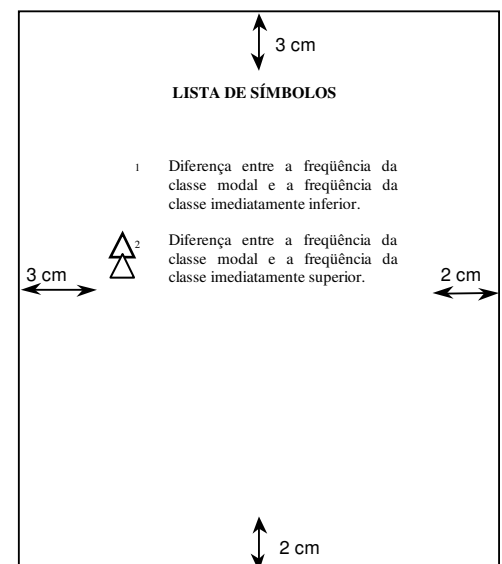 3 cm
LISTA DE SÍMBOLOS
1 Diferença entre a freqüência da
classe modal e a freqüência da
classe imediatamente inferior.
2 Diferença entre a freqüência da
classe modal e a freqüência da
classe imediatamente superior.
3 cm
2 cm
2 cm